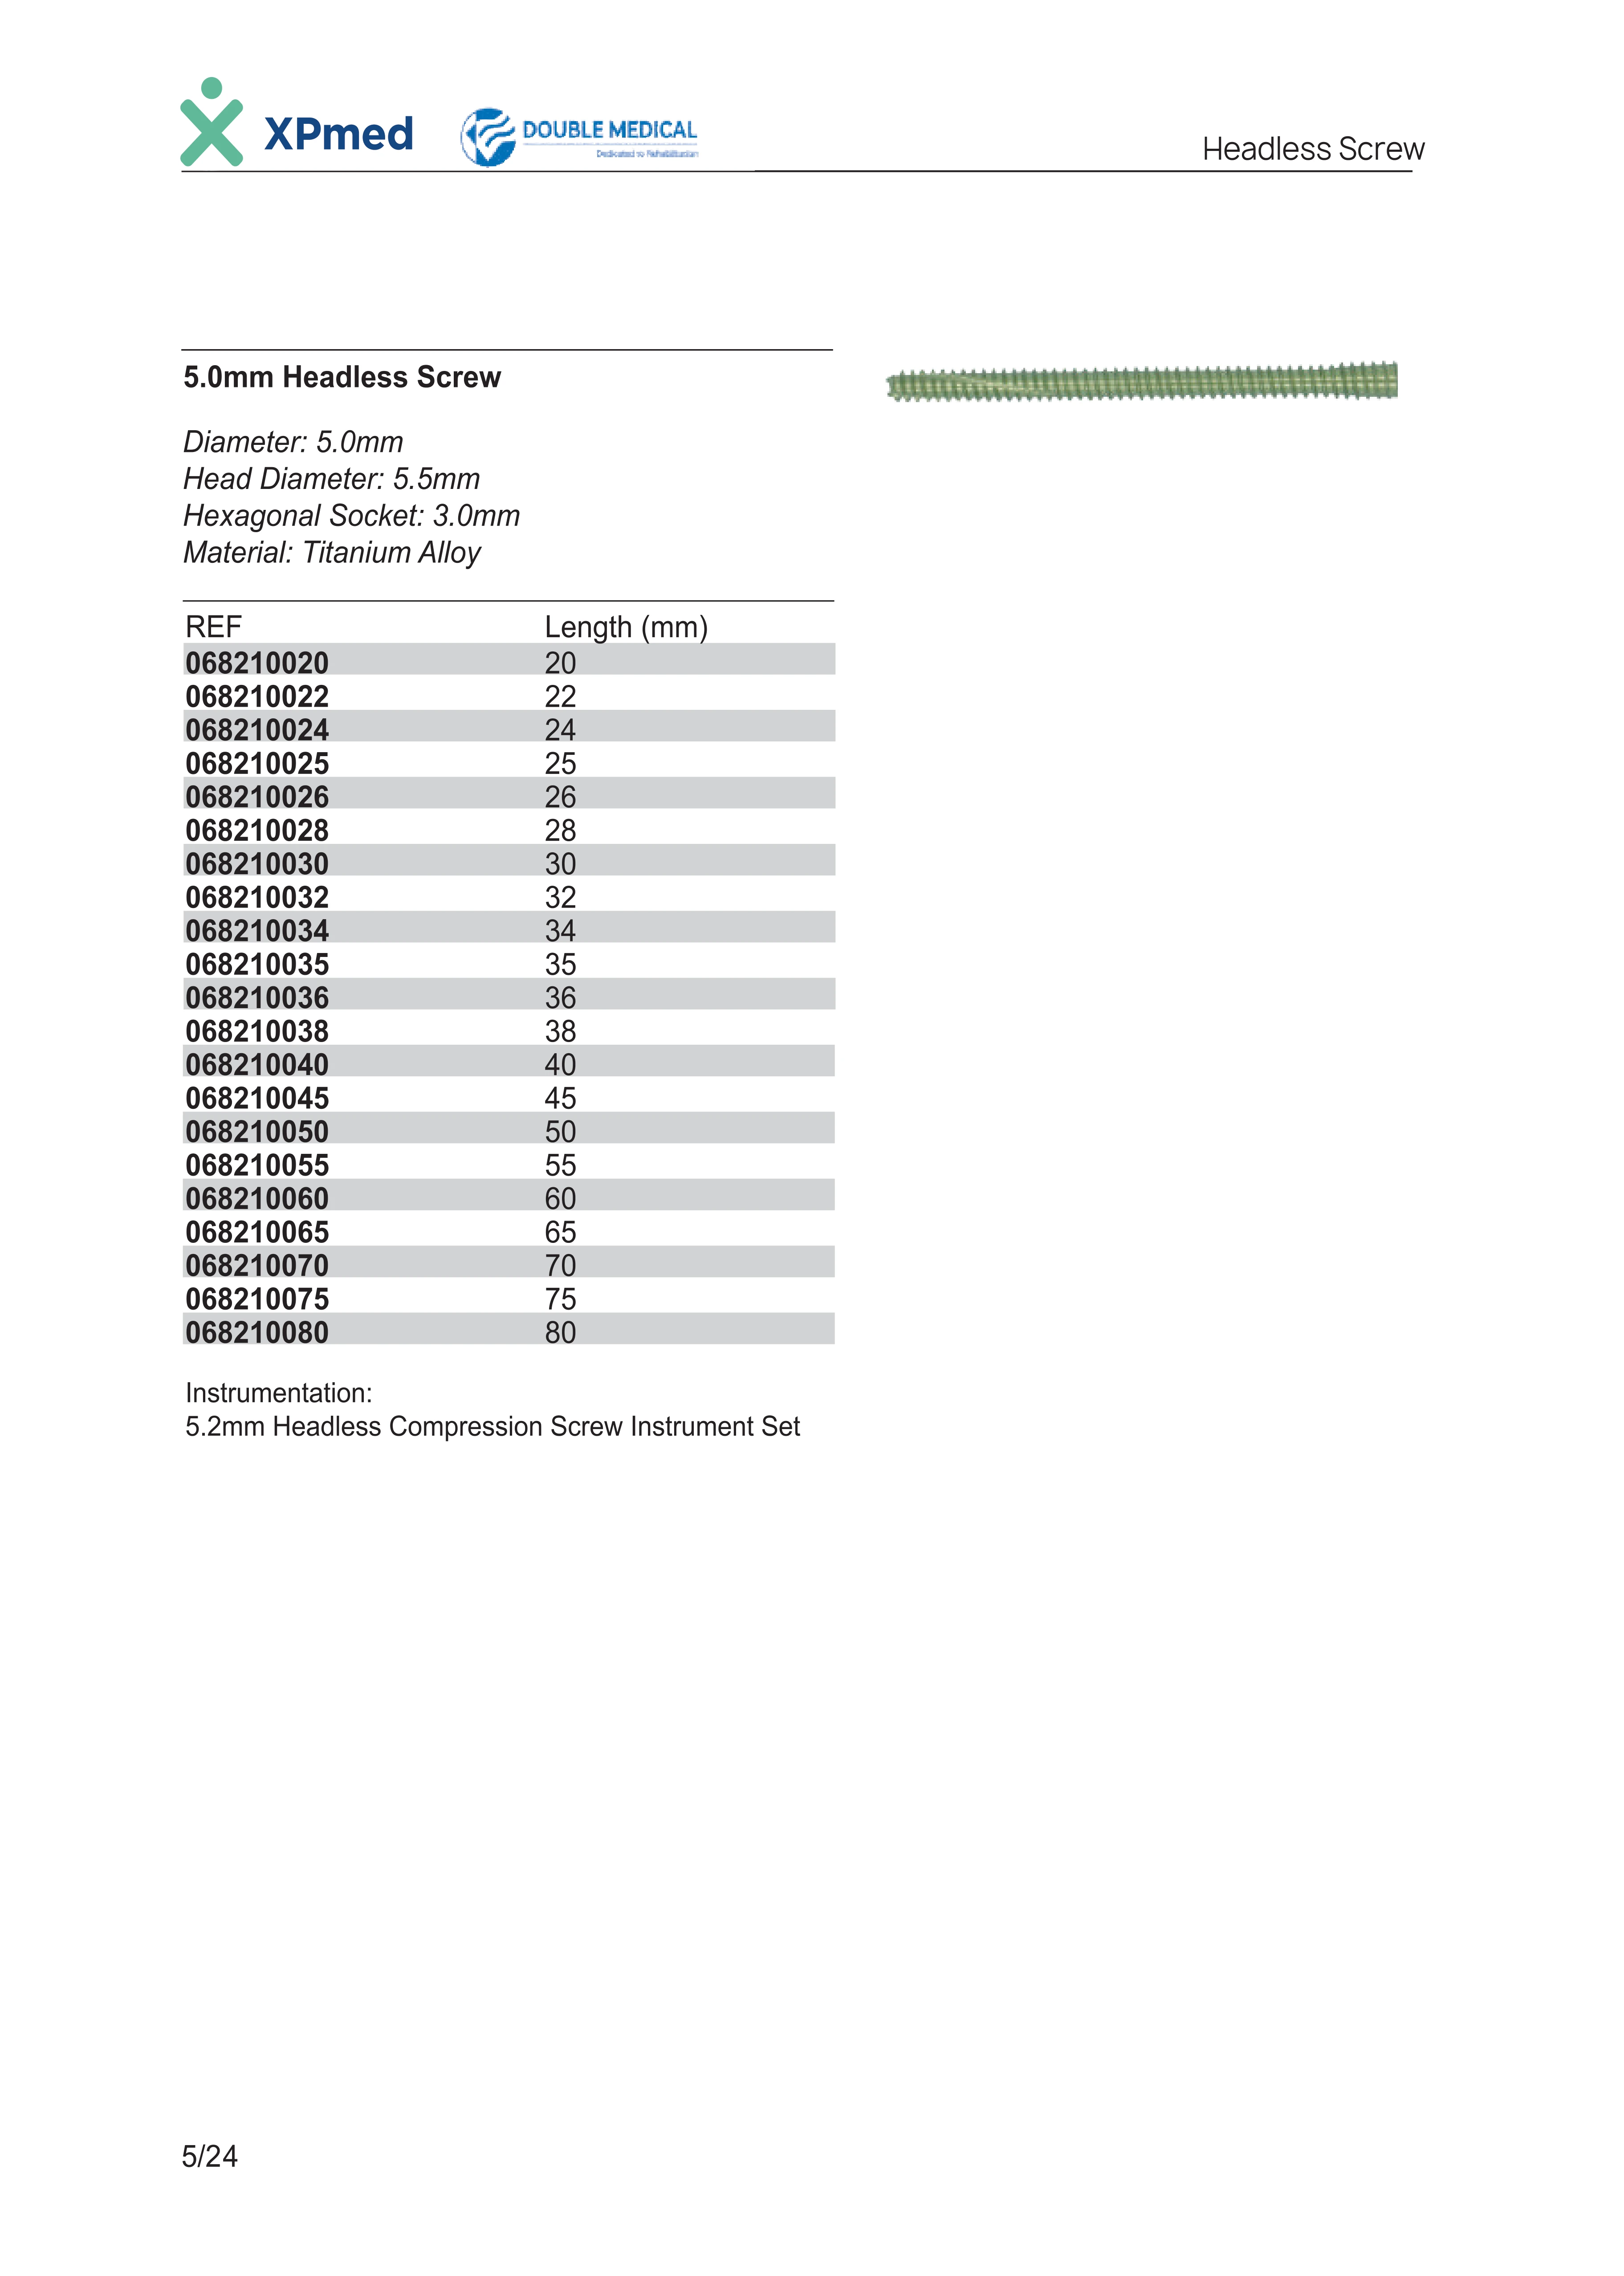 XPmed
DOUBLE MEDICAL
Dedicated to Rehabilitation
Headless Screw
5.0mm Headless Screw
Diameter: 5.0mm
Head Diameter: 5.5mm
Hexagonal Socket: 3.0mm
Material: Titanium Alloy
REF Length (mm)
068210020 20
068210022 22
068210024 24
068210025 25
068210026 26
068210028 28
068210030 30
068210032 32
068210034 34
068210035 35
068210036 36
068210038 38
068210040 40
068210045 45
068210050 50
068210055 55
068210060 60
068210065 65
068210070 70
068210075 75
068210080 80
Instrumentation:
5.2mm Headless Compression Screw Instrument Set
5/24